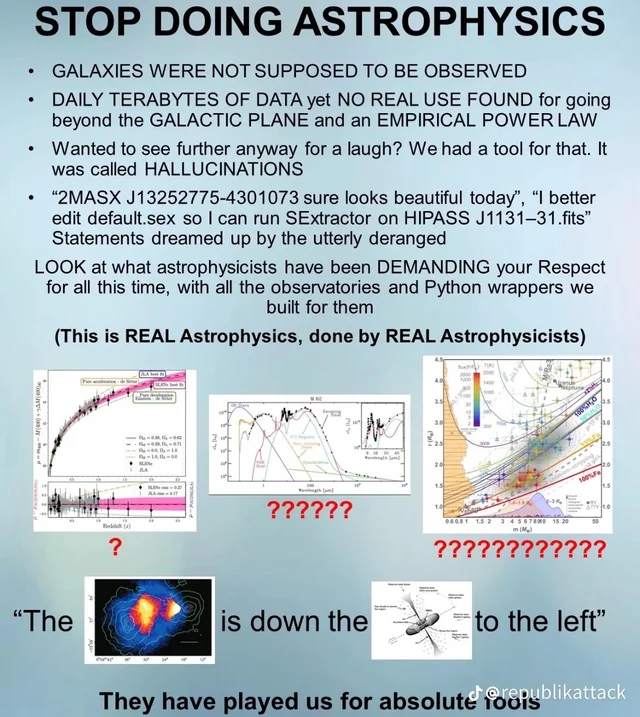 STOP DOING ASTROPHYSICS
• GALAXIES WERE NOT SUPPOSED TO BE OBSERVED
• DAILY TERABYTES OF DATA yet NO REAL USE FOUND for going
beyond the GALACTIC PLANE and an EMPIRICAL POWER LAW
• Wanted to see further anyway for a laugh? We had a tool for that. It
was called HALLUCINATIONS
• “2MASX J13252775-4301073 sure looks beautiful today”, “I better
edit default.sex so I can run SExtractor on HIPASS J1131–31.fits”
Statements dreamed up by the utterly deranged
LOOK at what astrophysicists have been DEMANDING your Respect
for all this time, with all the observatories and Python wrappers we
built for them
(This is REAL Astrophysics, done by REAL Astrophysicists)
JLA best fit
Pure acceleration - de Sitter
Pure deceleration
Einstein - de Sitter
SLSNe
JLA
Redshift (z)
M 82
Wavelength [μm]
Uranus
Neptune
100%H₂O
100%Fe
?
??????
????????????
“The is down the to the left”
They have played us for absolute fools
@republikattack